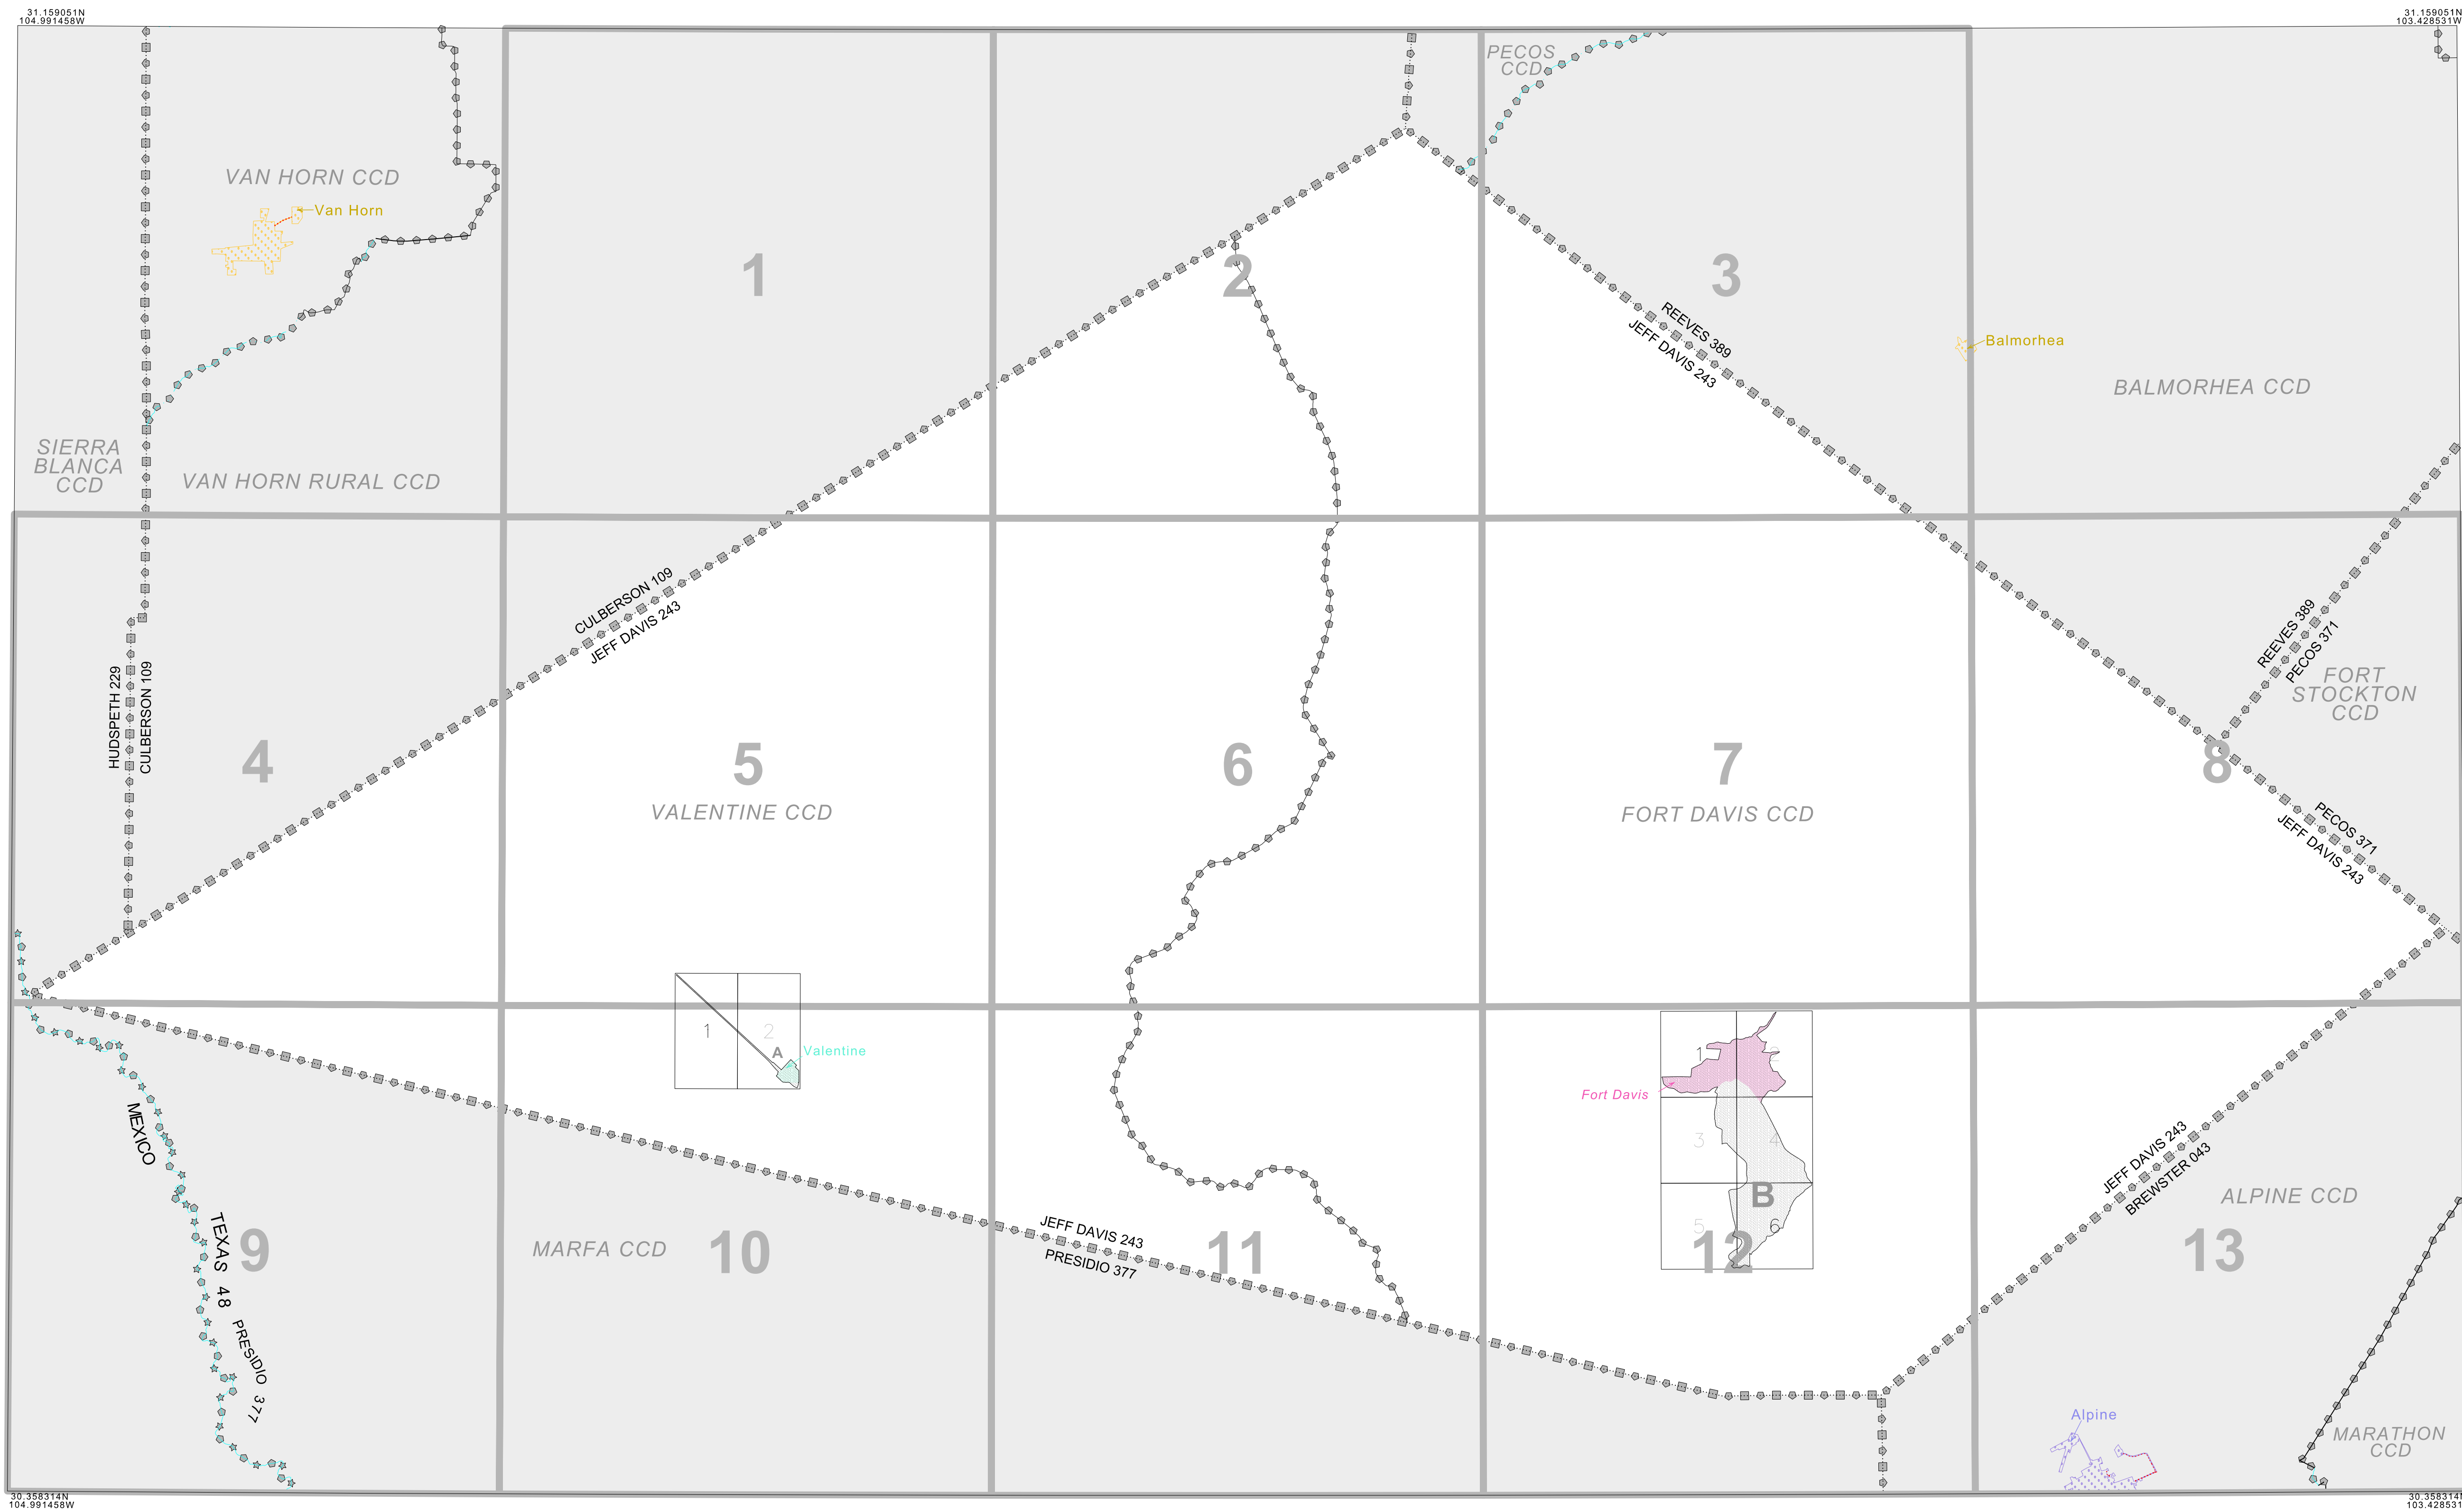 31.159051N
104.991458W
31.159051N
103.428531W
PECOS
CCD
VAN HORN CCD
Van Horn
1
2
3
REEVES 389
JEFF DAVIS 243
Balmorhea
BALMORHEA CCD
SIERRA
BLANCA
CCD
VAN HORN RURAL CCD
CULBERSON 109
JEFF DAVIS 243
HUDSPETH 229
CULBERSON 109
REEVES 389
PECOS 371
FORT
STOCKTON
CCD
4
5
6
7
8
VALENTINE CCD
FORT DAVIS CCD
PECOS 371
JEFF DAVIS 243
1
2
A
Valentine
1
2
Fort Davis
3
4
B
5
6
MEXICO
TEXAS 48
PRESIDIO 377
JEFF DAVIS 243
BREWSTER 043
ALPINE CCD
9
MARFA CCD
10
JEFF DAVIS 243
PRESIDIO 377
11
12
13
Alpine
MARATHON
CCD
30.358314N
104.991458W
30.358314N
103.428531